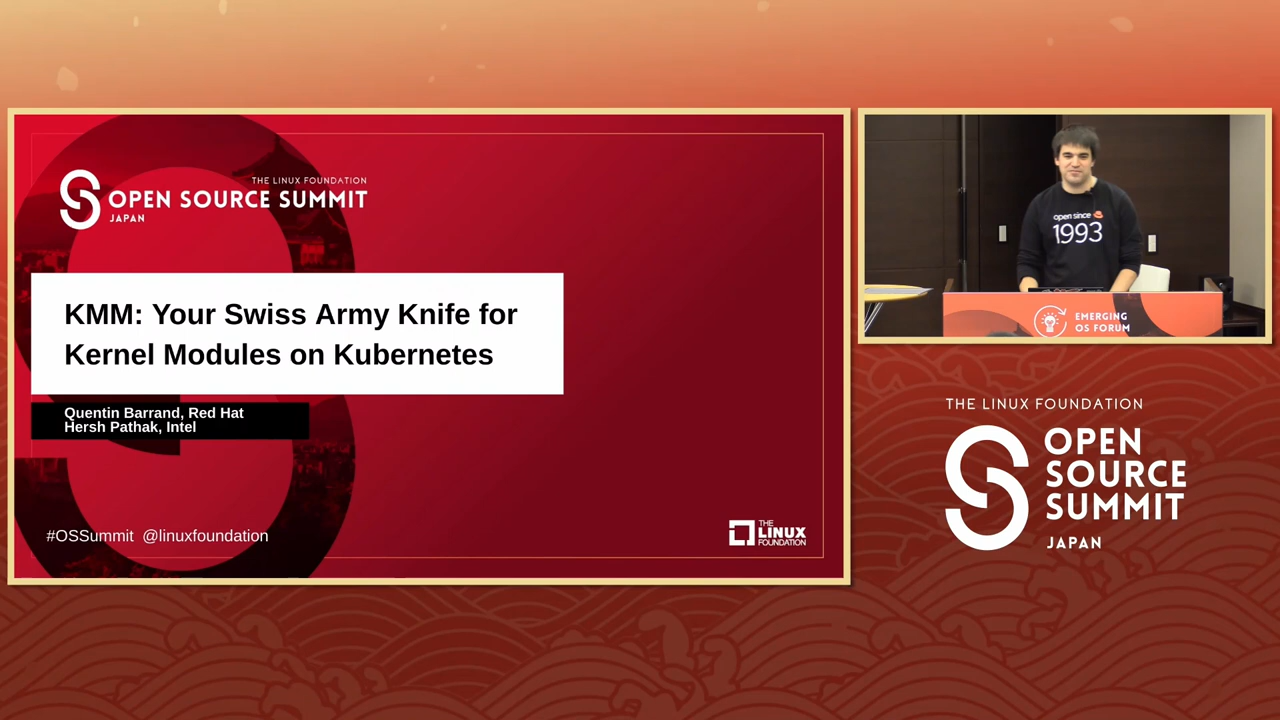 THE LINUX FOUNDATION
OPEN SOURCE SUMMIT
JAPAN
KMM: Your Swiss Army Knife for
Kernel Modules on Kubernetes
Quentin Barrand, Red Hat
Hersh Pathak, Intel
#OSSummit @linuxfoundation
THE
LINUX
FOUNDATION
open since
1993
EMERGING
OS FORUM
THE LINUX FOUNDATION
OPEN
SOURCE
SUMMIT
JAPAN